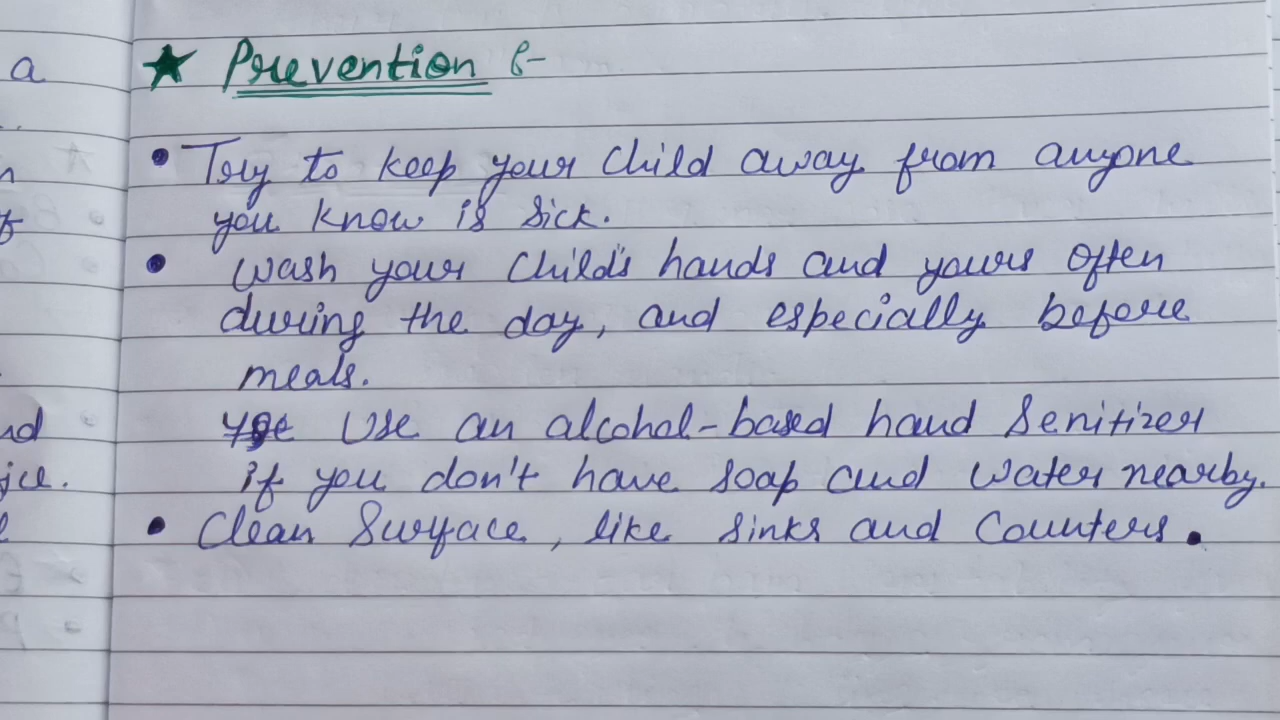 a
★ Prevention :-
• Try to keep your child away from anyone
you know is sick.
• Wash your child's hands and yours often
during the day, and especially before
meals.
Use an alcohol-based hand Senitizer
nd
if you don't have soap and water nearby.
ice.
• Clean Surface, like sinks and counters.